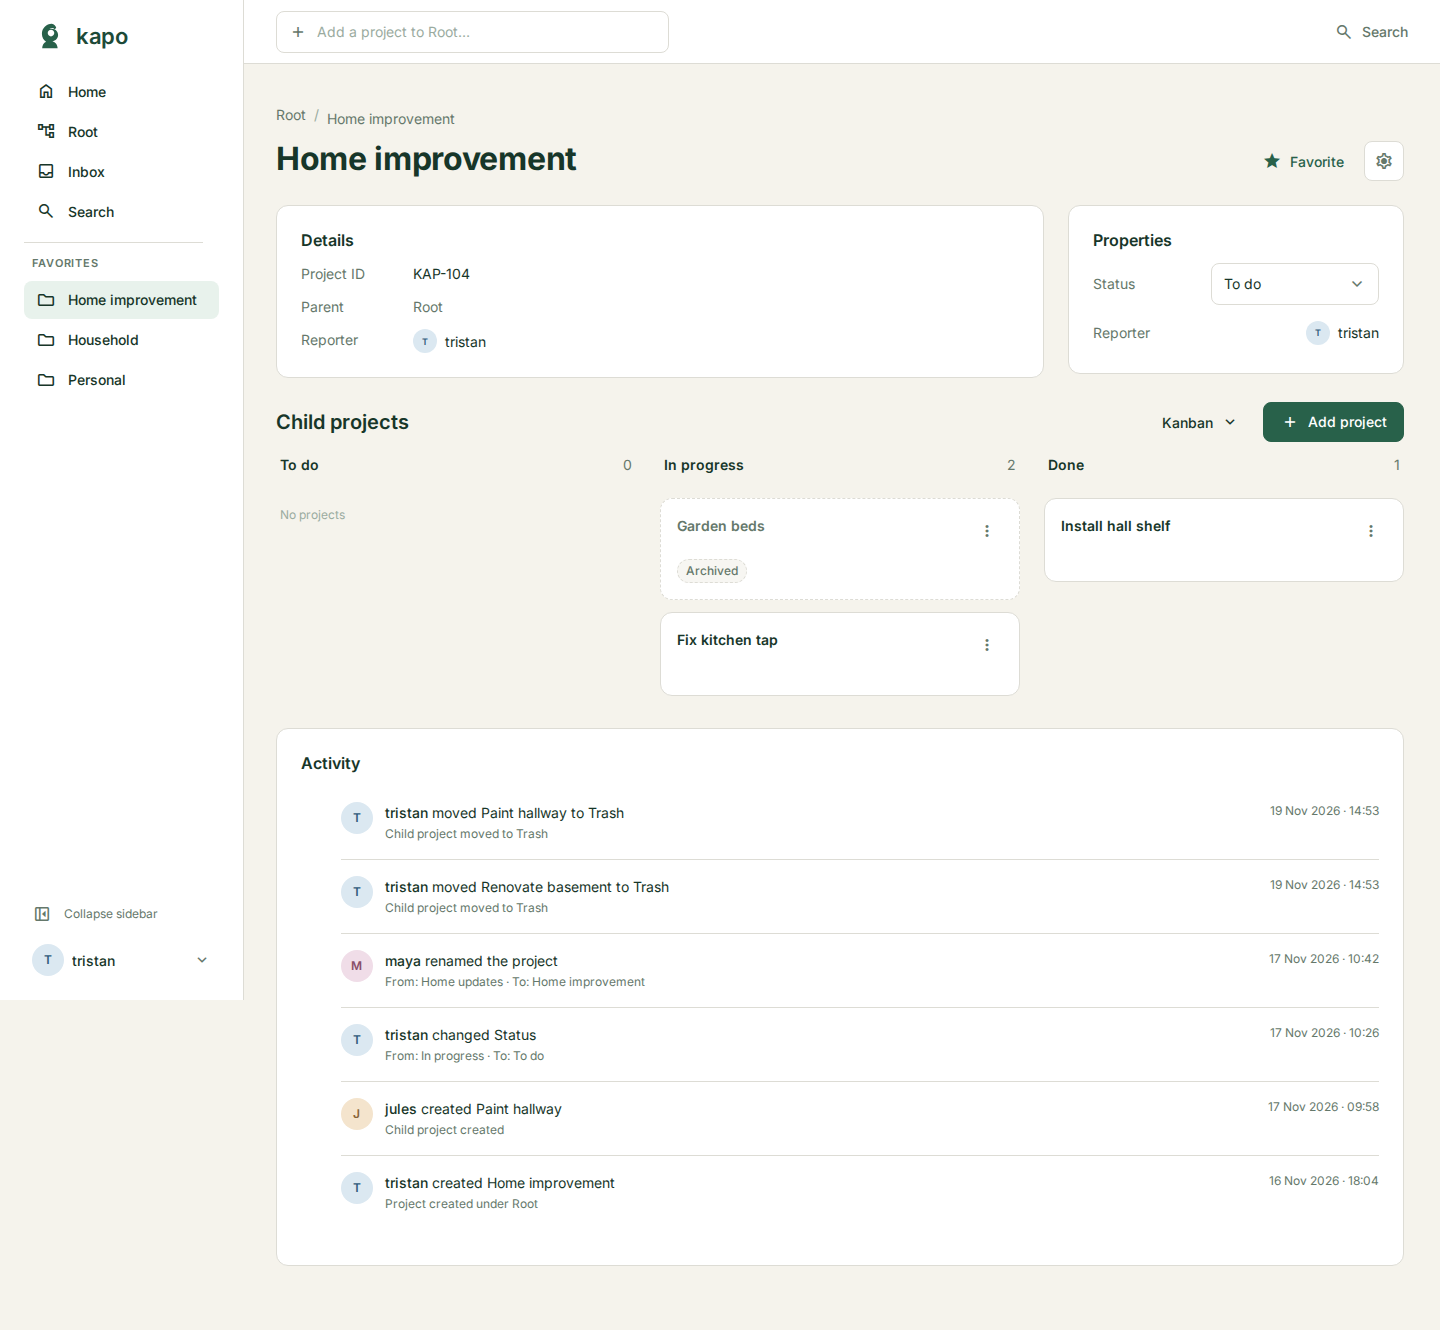 kapo
Home
Root
Inbox
Search
FAVORITES
Home improvement
Household
Personal
Collapse sidebar
T tristan
Add a project to Root...
Search
Root / Home improvement
Home improvement
Favorite
Details
Project ID KAP-104
Parent Root
Reporter T tristan
Properties
Status To do
Reporter T tristan
Child projects
Kanban
Add project
To do 0
No projects
In progress 2
Garden beds
Archived
Fix kitchen tap
Done 1
Install hall shelf
Activity
T tristan moved Paint hallway to Trash 19 Nov 2026 · 14:53
Child project moved to Trash
T tristan moved Renovate basement to Trash 19 Nov 2026 · 14:53
Child project moved to Trash
M maya renamed the project 17 Nov 2026 · 10:42
From: Home updates · To: Home improvement
T tristan changed Status 17 Nov 2026 · 10:26
From: In progress · To: To do
J jules created Paint hallway 17 Nov 2026 · 09:58
Child project created
T tristan created Home improvement 16 Nov 2026 · 18:04
Project created under Root